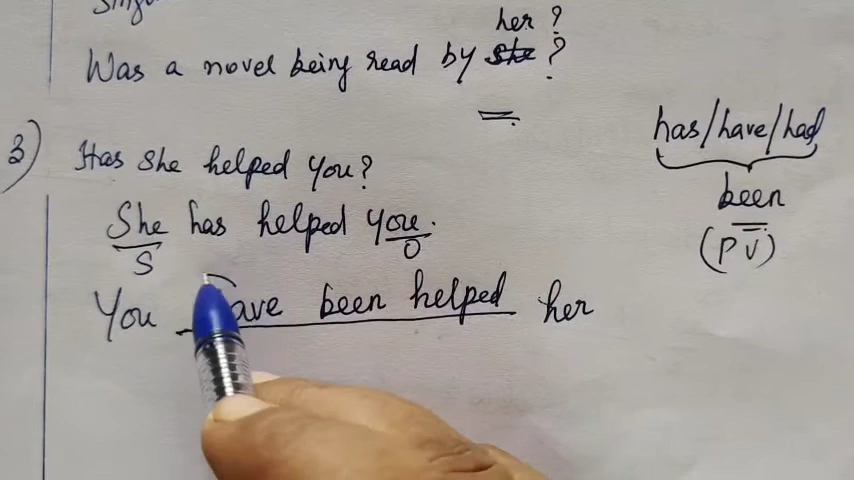 Was a novel being read by she her ?
?
has/have/had
been
(PV)
3) Has she helped you?
She has helped you.
S O
You have been helped her